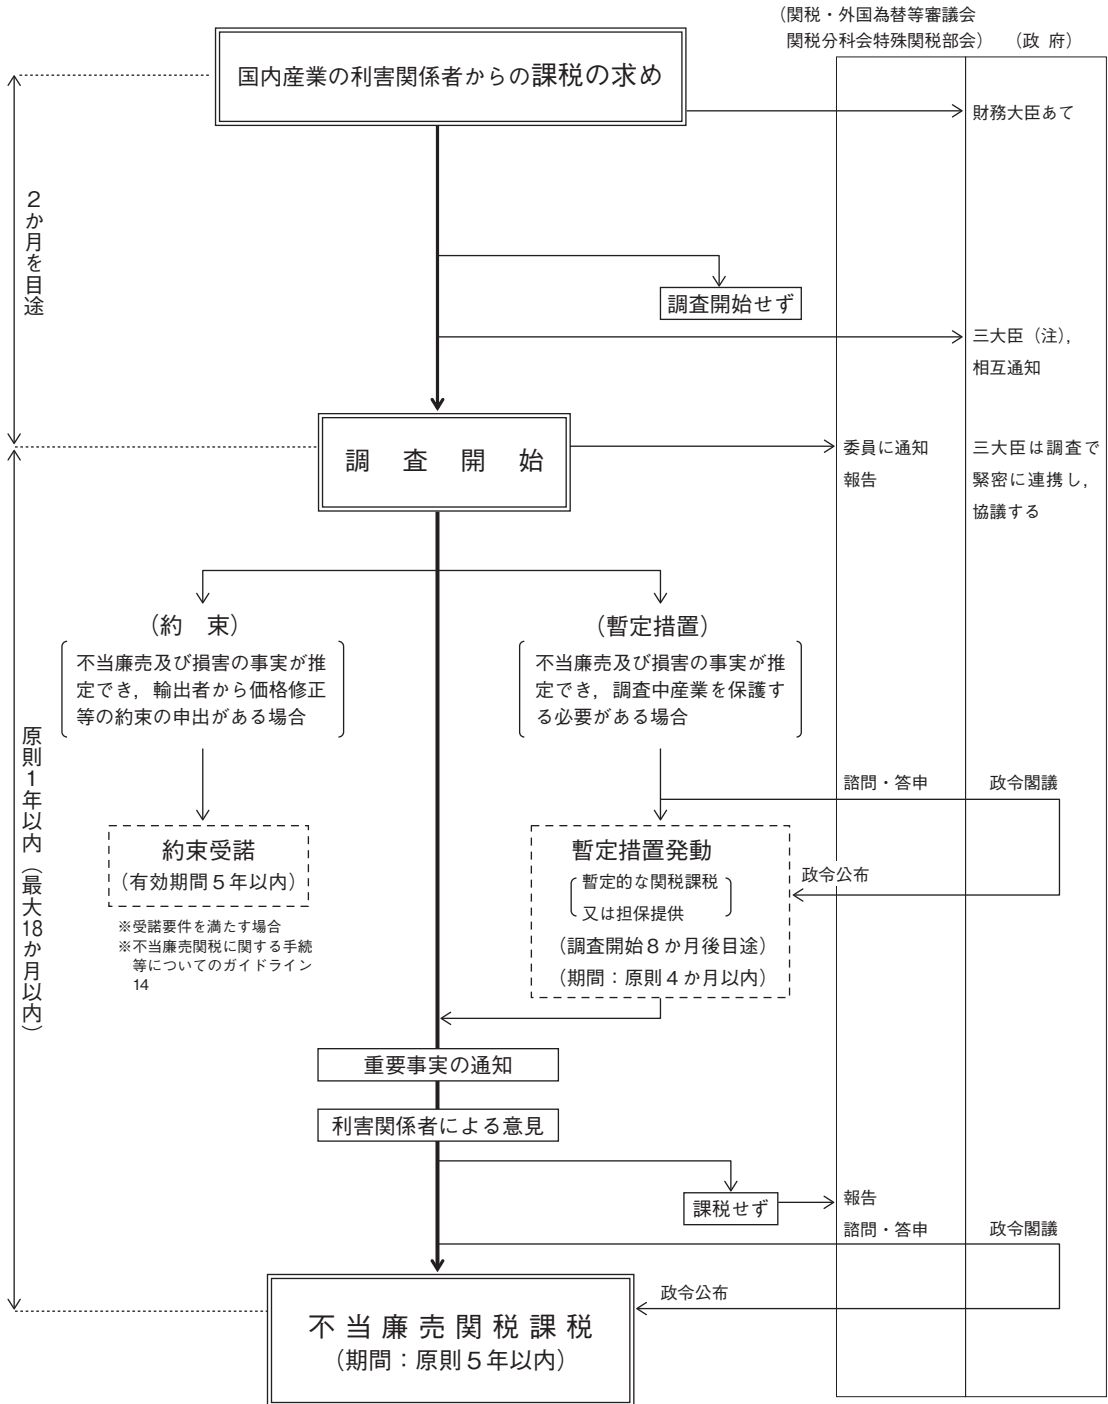 （関税・外国為替等審議会
関税分科会特殊関税部会）
（政 府）
国内産業の利害関係者からの課税の求め
財務大臣あて
２か月を目途
調査開始せず
三大臣（注），
相互通知
調 査 開 始
委員に通知
報告
三大臣は調査で
緊密に連携し，
協議する
原則１年以内（最大18か月以内）
（約 束）
不当廉売及び損害の事実が推
定でき，輸出者から価格修正
等の約束の申出がある場合
（暫定措置）
不当廉売及び損害の事実が推
定でき，調査中産業を保護す
る必要がある場合
諮問・答申
政令閣議
約束受諾
（有効期間５年以内）
※受諾要件を満たす場合
※不当廉売関税に関する手続
等についてのガイドライン
14
暫定措置発動
暫定的な関税課税
又は担保提供
（調査開始８か月後目途）
（期間：原則４か月以内）
政令公布
重要事実の通知
利害関係者による意見
課税せず
報告
諮問・答申
政令閣議
政令公布
不当廉売関税課税
（期間：原則５年以内）